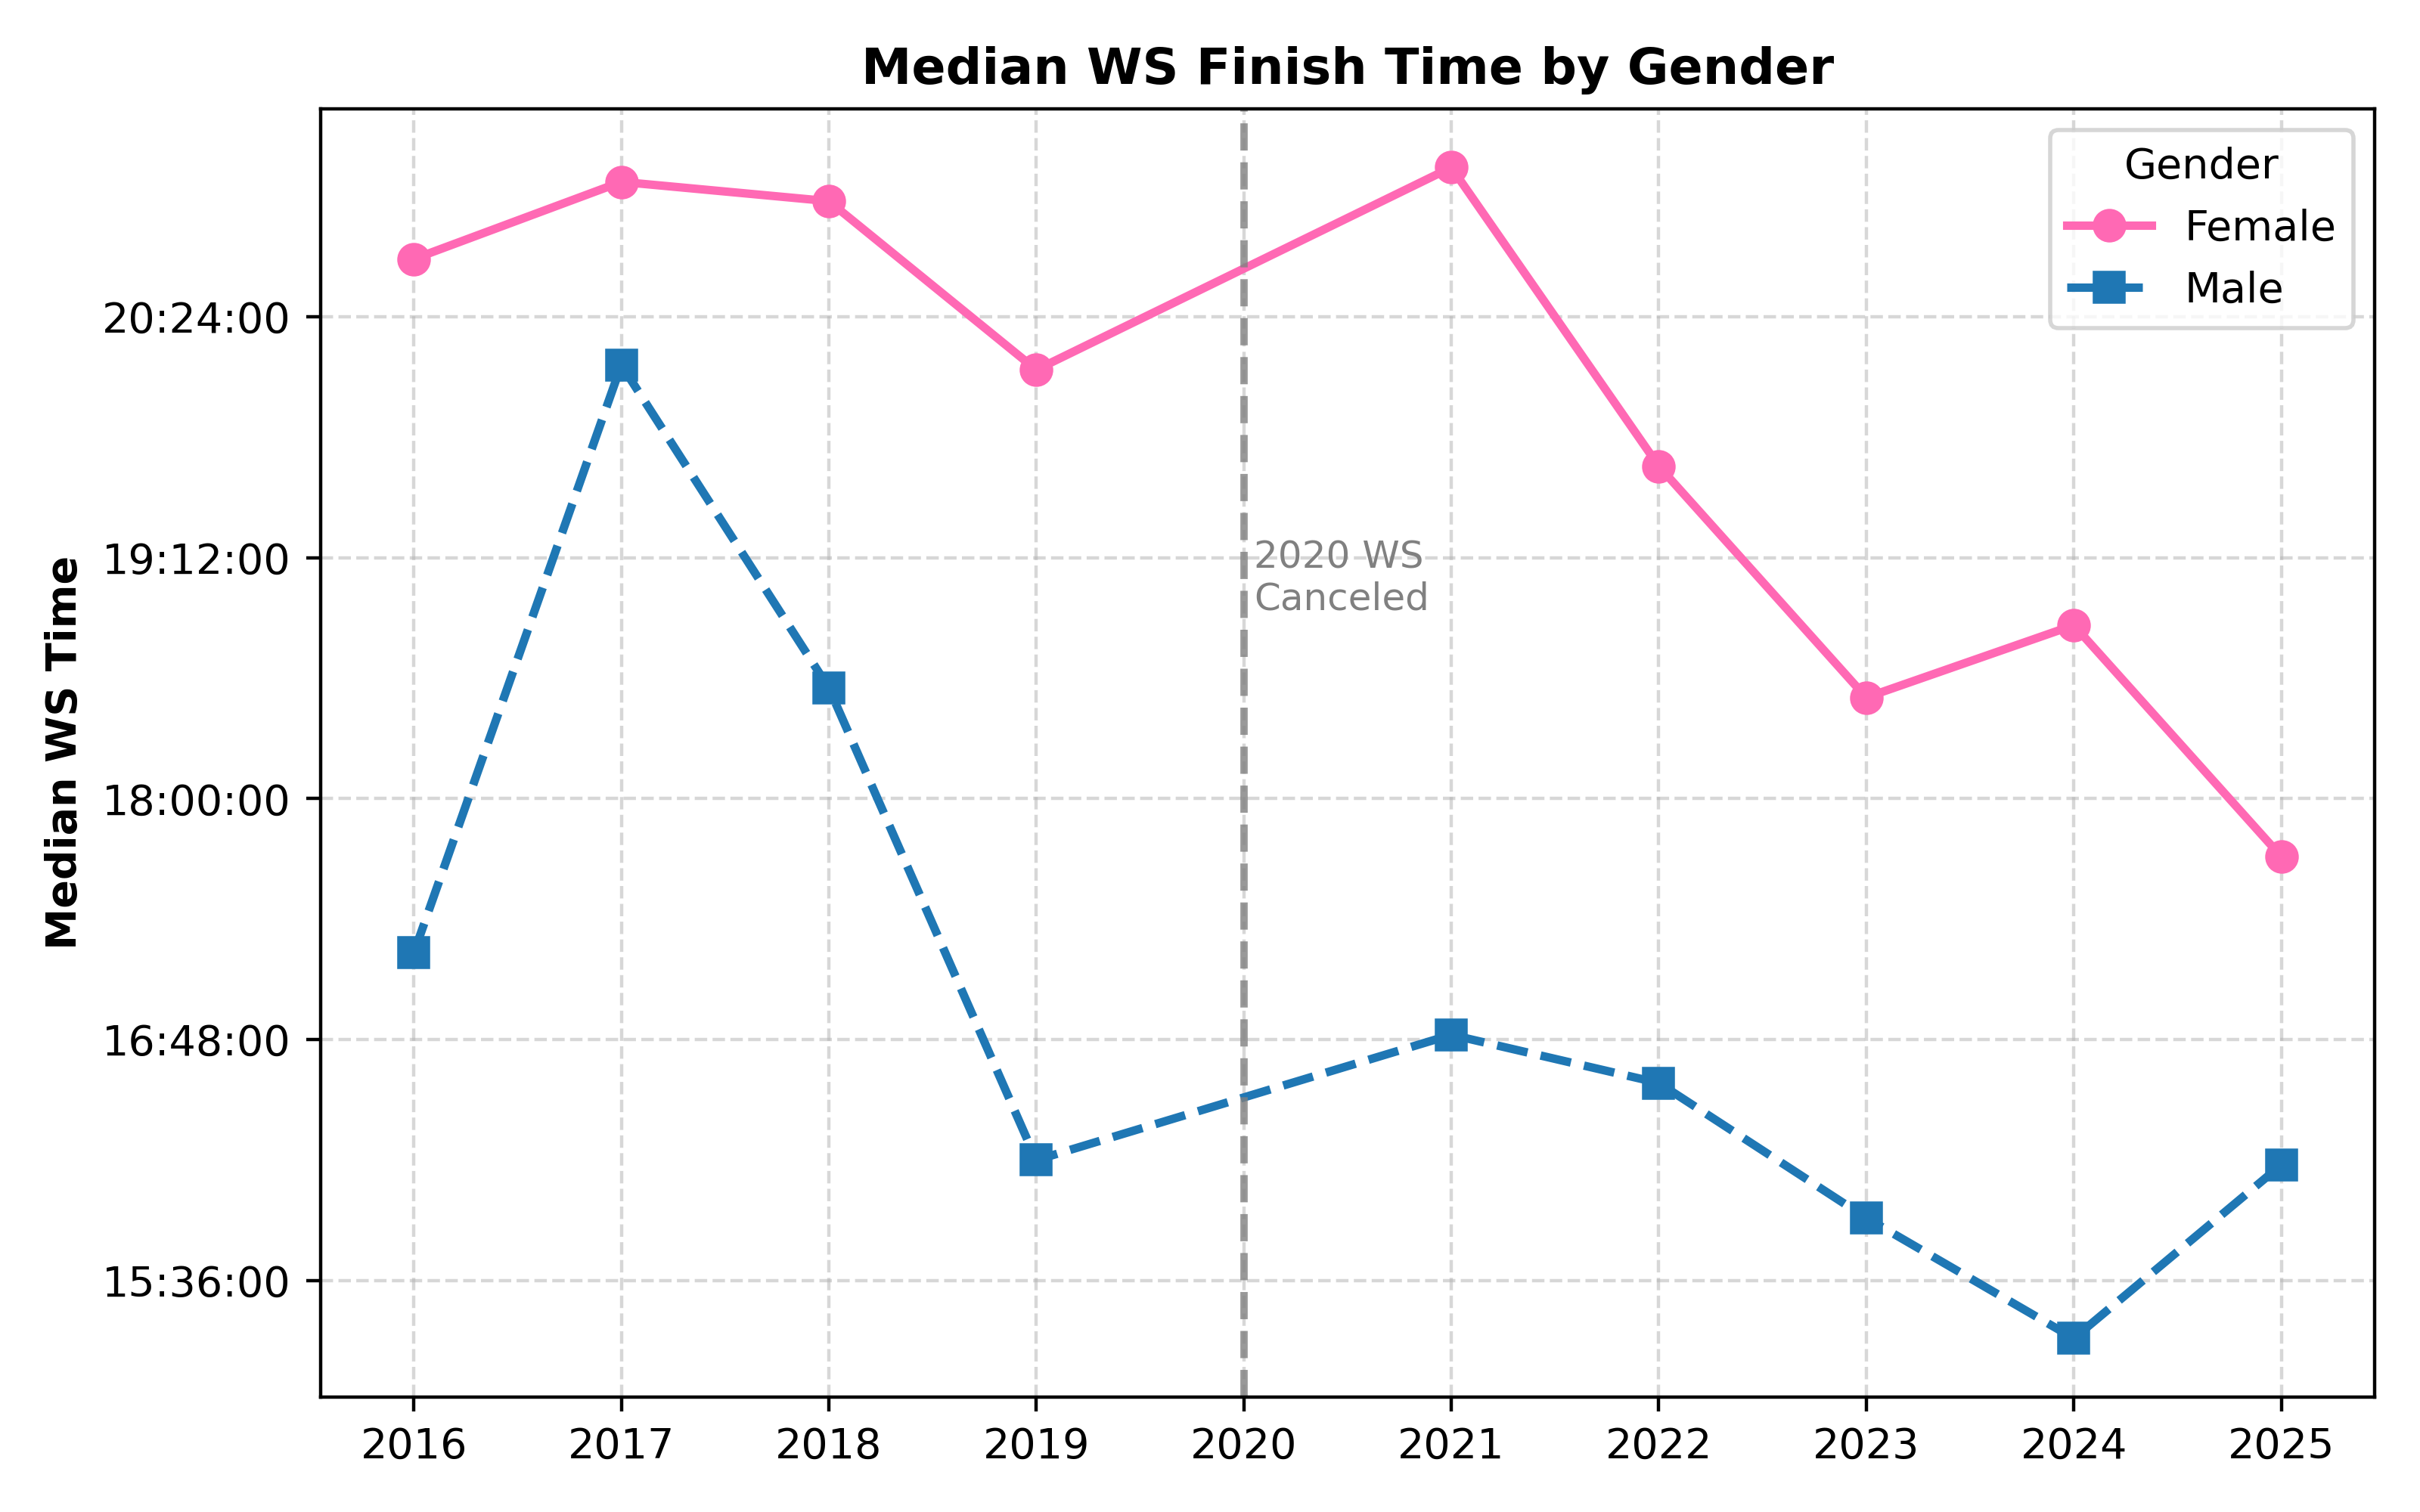 Median WS Finish Time by Gender
Gender
Female
Male
Median WS Time
20:24:00
19:12:00
18:00:00
16:48:00
15:36:00
2020 WS
Canceled
2016 2017 2018 2019 2020 2021 2022 2023 2024 2025